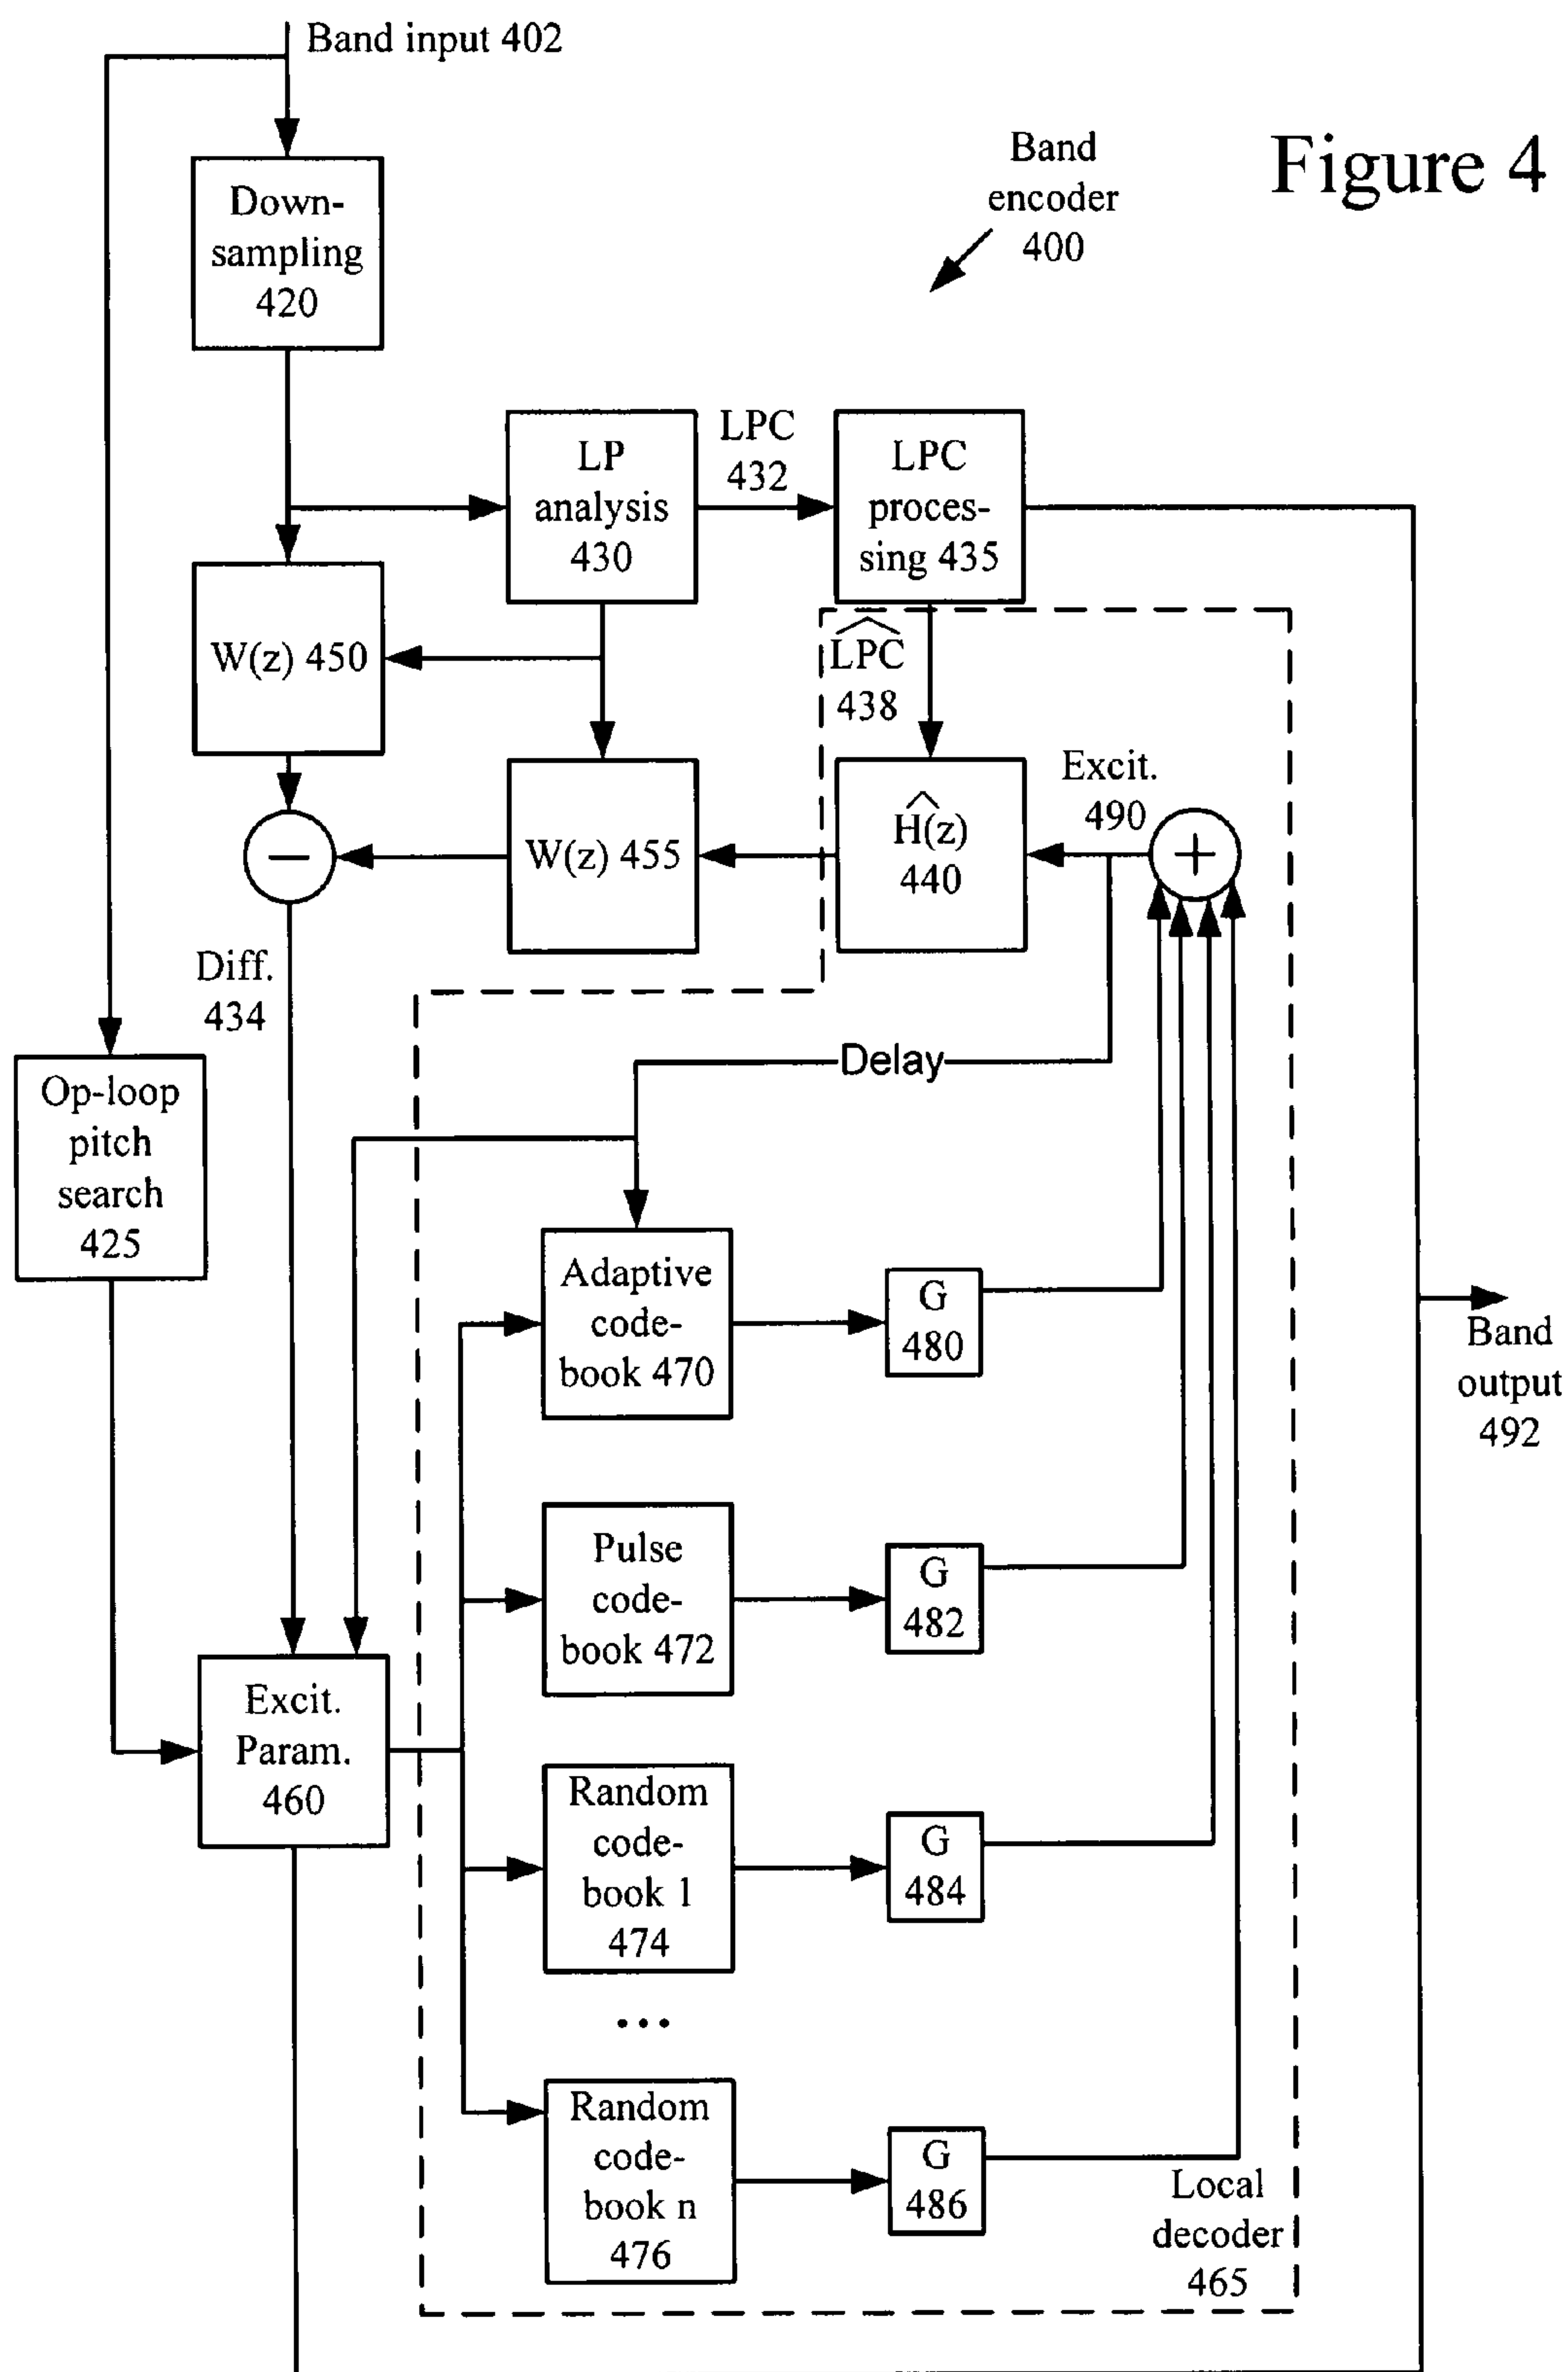 Band input 402
Figure 4
Band
encoder
400
Down-
sampling
420
LP
analysis
430
LPC
432
LPC
proces-
sing 435
W(z) 450
LPC
438
W(z) 455
Ĥ(z)
440
Excit.
490
+
−
Diff.
434
Delay
Op-loop
pitch
search
425
Adaptive
code-
book 470
G
480
Band
output
492
Pulse
code-
book 472
G
482
Excit.
Param.
460
Random
code-
book 1
474
G
484
...
Random
code-
book n
476
G
486
Local
decoder
465